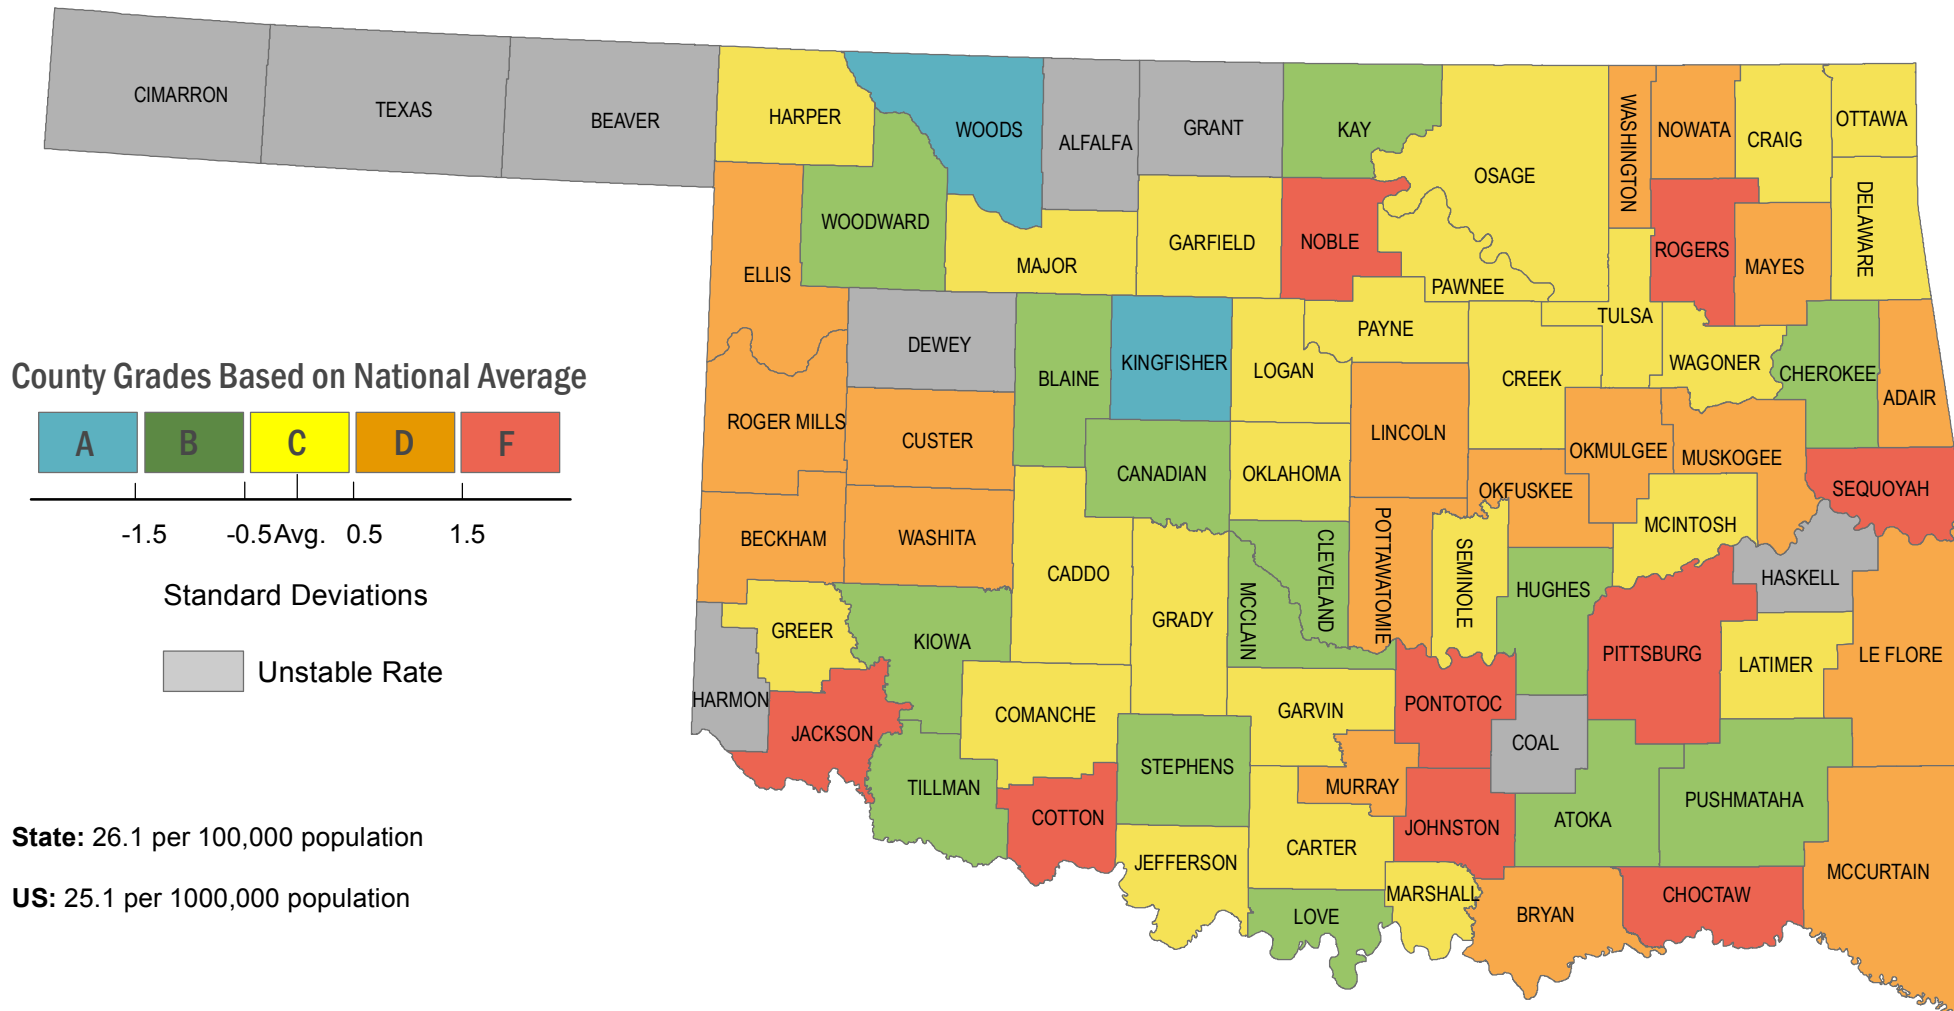 CIMARRON
TEXAS
BEAVER
HARPER
WOODS
ALFALFA
GRANT
KAY
OSAGE
WASHINGTON
NOWATA
CRAIG
OTTAWA
DELAWARE
WOODWARD
ELLIS
MAJOR
GARFIELD
NOBLE
PAWNEE
ROGERS
MAYES
TULSA
DEWEY
BLAINE
KINGFISHER
LOGAN
PAYNE
CREEK
WAGONER
CHEROKEE
ADAIR
County Grades Based on National Average
A B C D F
-1.5 -0.5 Avg. 0.5 1.5
Standard Deviations
Unstable Rate
ROGER MILLS
CUSTER
CANADIAN
OKLAHOMA
LINCOLN
OKMULGEE
MUSKOGEE
OKFUSKEE
SEQUOYAH
BECKHAM
WASHITA
CADDO
GRADY
MCCLAIN
CLEVELAND
POTTAWATOMIE
SEMINOLE
MCINTOSH
HUGHES
HASKELL
GREER
KIOWA
PITTSBURG
LATIMER
LE FLORE
HARMON
JACKSON
COMANCHE
GARVIN
PONTOTOC
COAL
STEPHENS
TILLMAN
COTTON
MURRAY
JOHNSTON
ATOKA
PUSHMATAHA
JEFFERSON
CARTER
MARSHALL
LOVE
BRYAN
CHOCTAW
MCCURTAIN
State: 26.1 per 100,000 population
US: 25.1 per 1000,000 population